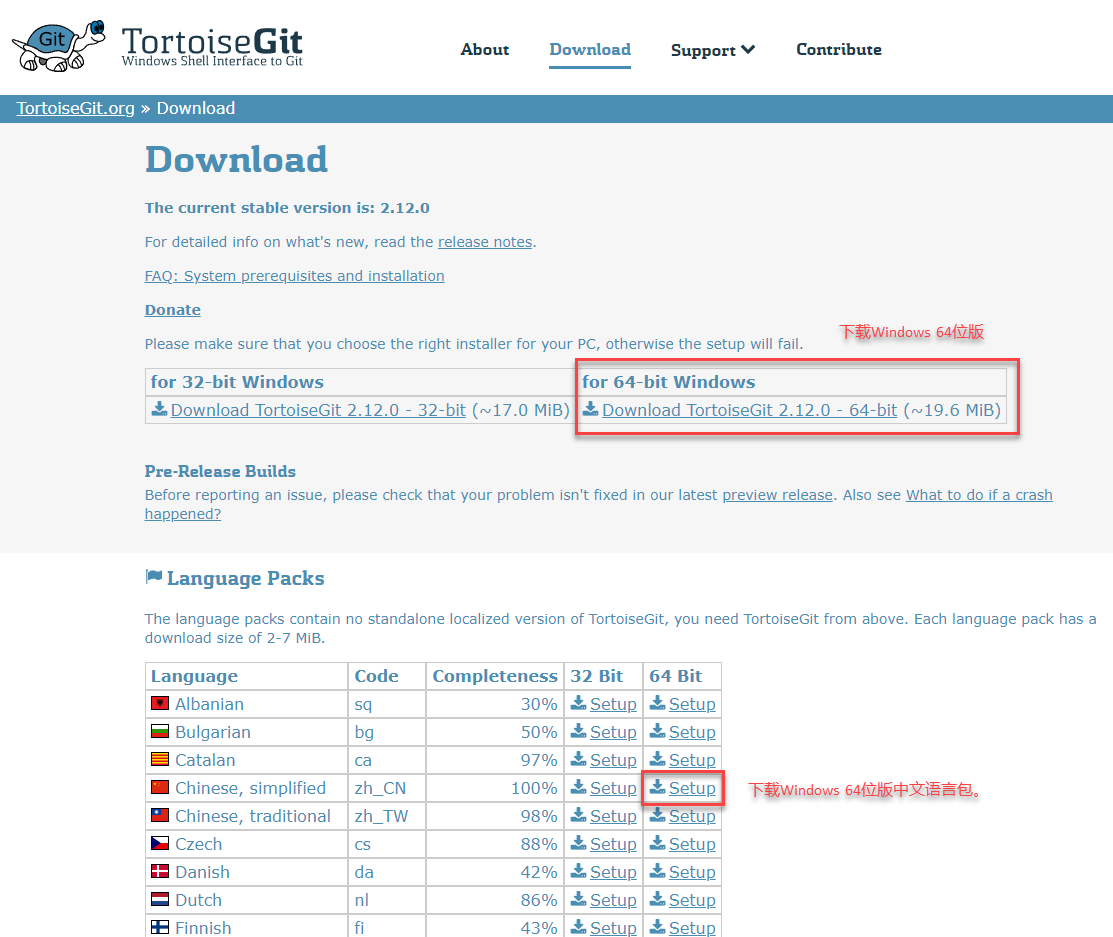 Git
TortoiseGit
Windows Shell Interface to Git
About Download Support Contribute
TortoiseGit.org » Download
Download
The current stable version is: 2.12.0
For detailed info on what's new, read the release notes.
FAQ: System prerequisites and installation
Donate
下载Windows 64位版
Please make sure that you choose the right installer for your PC, otherwise the setup will fail.
for 32-bit Windows for 64-bit Windows
Download TortoiseGit 2.12.0 - 32-bit (~17.0 MiB) Download TortoiseGit 2.12.0 - 64-bit (~19.6 MiB)
Pre-Release Builds
Before reporting an issue, please check that your problem isn't fixed in our latest preview release. Also see What to do if a crash
happened?
Language Packs
The language packs contain no standalone localized version of TortoiseGit, you need TortoiseGit from above. Each language pack has a
download size of 2-7 MiB.
Language Code Completeness 32 Bit 64 Bit
Albanian sq 30% Setup Setup
Bulgarian bg 50% Setup Setup
Catalan ca 97% Setup Setup
Chinese, simplified zh_CN 100% Setup Setup 下载Windows 64位版中文语言包。
Chinese, traditional zh_TW 98% Setup Setup
Czech cs 88% Setup Setup
Danish da 42% Setup Setup
Dutch nl 86% Setup Setup
Finnish fi 43% Setup Setup